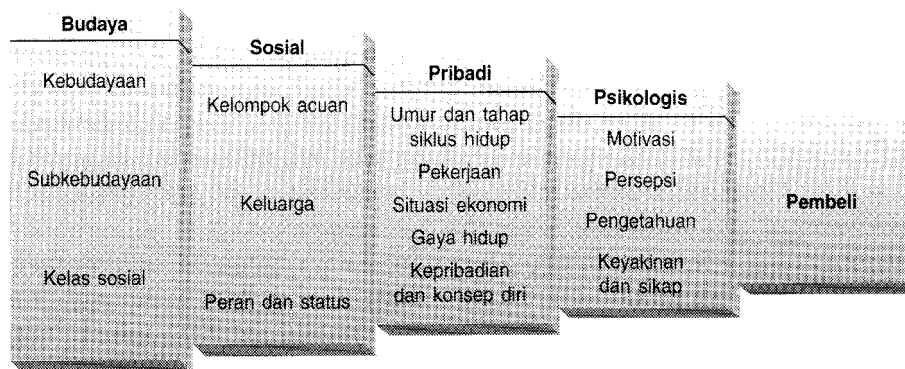 Budaya
Kebudayaan
Subkebudayaan
Kelas sosial
Sosial
Kelompok acuan
Keluarga
Peran dan status
Pribadi
Umur dan tahap
siklus hidup
Pekerjaan
Situasi ekonomi
Gaya hidup
Kepribadian
dan konsep diri
Psikologis
Motivasi
Persepsi
Pengetahuan
Keyakinan
dan sikap
Pembeli